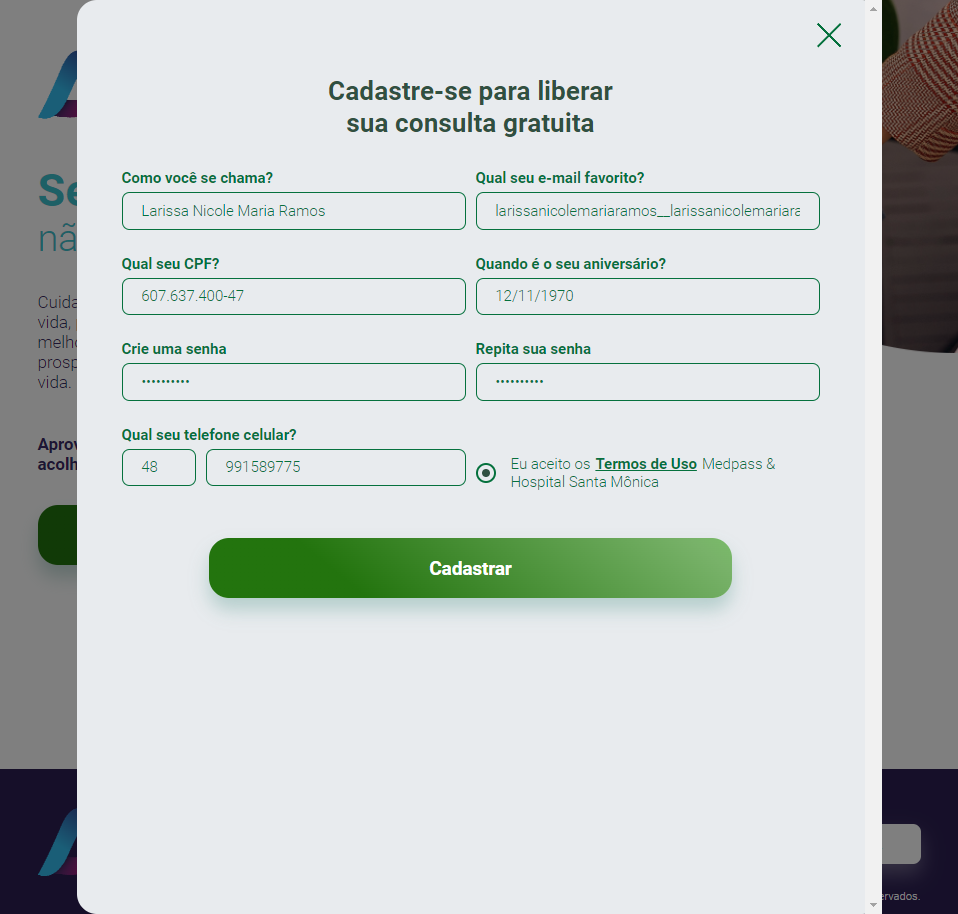 Cadastre-se para liberar
sua consulta gratuita
Como você se chama?
Qual seu e-mail favorito?
Larissa Nicole Maria Ramos
larissanicolemariaramos__larissanicolemariara
Qual seu CPF?
Quando é o seu aniversário?
607.637.400-47
12/11/1970
Crie uma senha
Repita sua senha
••••••••••
••••••••••
Qual seu telefone celular?
48
991589775
Eu aceito os Termos de Uso Medpass &
Hospital Santa Mônica
Cadastrar
Se
nã
Cuida
vida,
melho
prosp
vida.
Aprov
acolh
ervados.